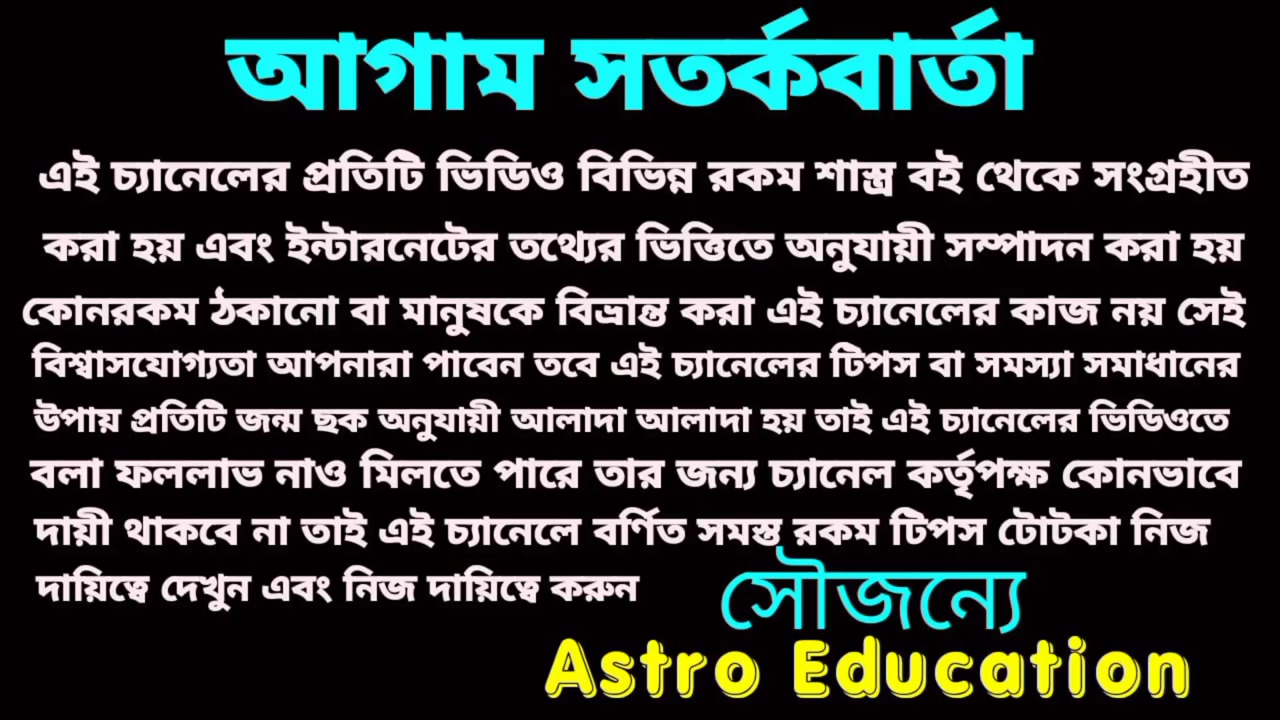 আগাম সতর্কবার্তা
এই চ্যানেলের প্রতিটি ভিডিও বিভিন্ন রকম শাস্ত্র বই থেকে সংগ্রহীত
করা হয় এবং ইন্টারনেটের তথ্যের ভিত্তিতে অনুযায়ী সম্পাদন করা হয়
কোনরকম ঠকানো বা মানুষকে বিভ্রান্ত করা এই চ্যানেলের কাজ নয় সেই
বিশ্বাসযোগ্যতা আপনারা পাবেন তবে এই চ্যানেলের টিপস বা সমস্যা সমাধানের
উপায় প্রতিটি জন্ম ছক অনুযায়ী আলাদা আলাদা হয় তাই এই চ্যানেলের ভিডিওতে
বলা ফললাভ নাও মিলতে পারে তার জন্য চ্যানেল কর্তৃপক্ষ কোনভাবে
দায়ী থাকবে না তাই এই চ্যানেলে বর্ণিত সমস্ত রকম টিপস টোটকা নিজ
দায়িত্বে দেখুন এবং নিজ দায়িত্বে করুন
সৌজন্যে
Astro Education